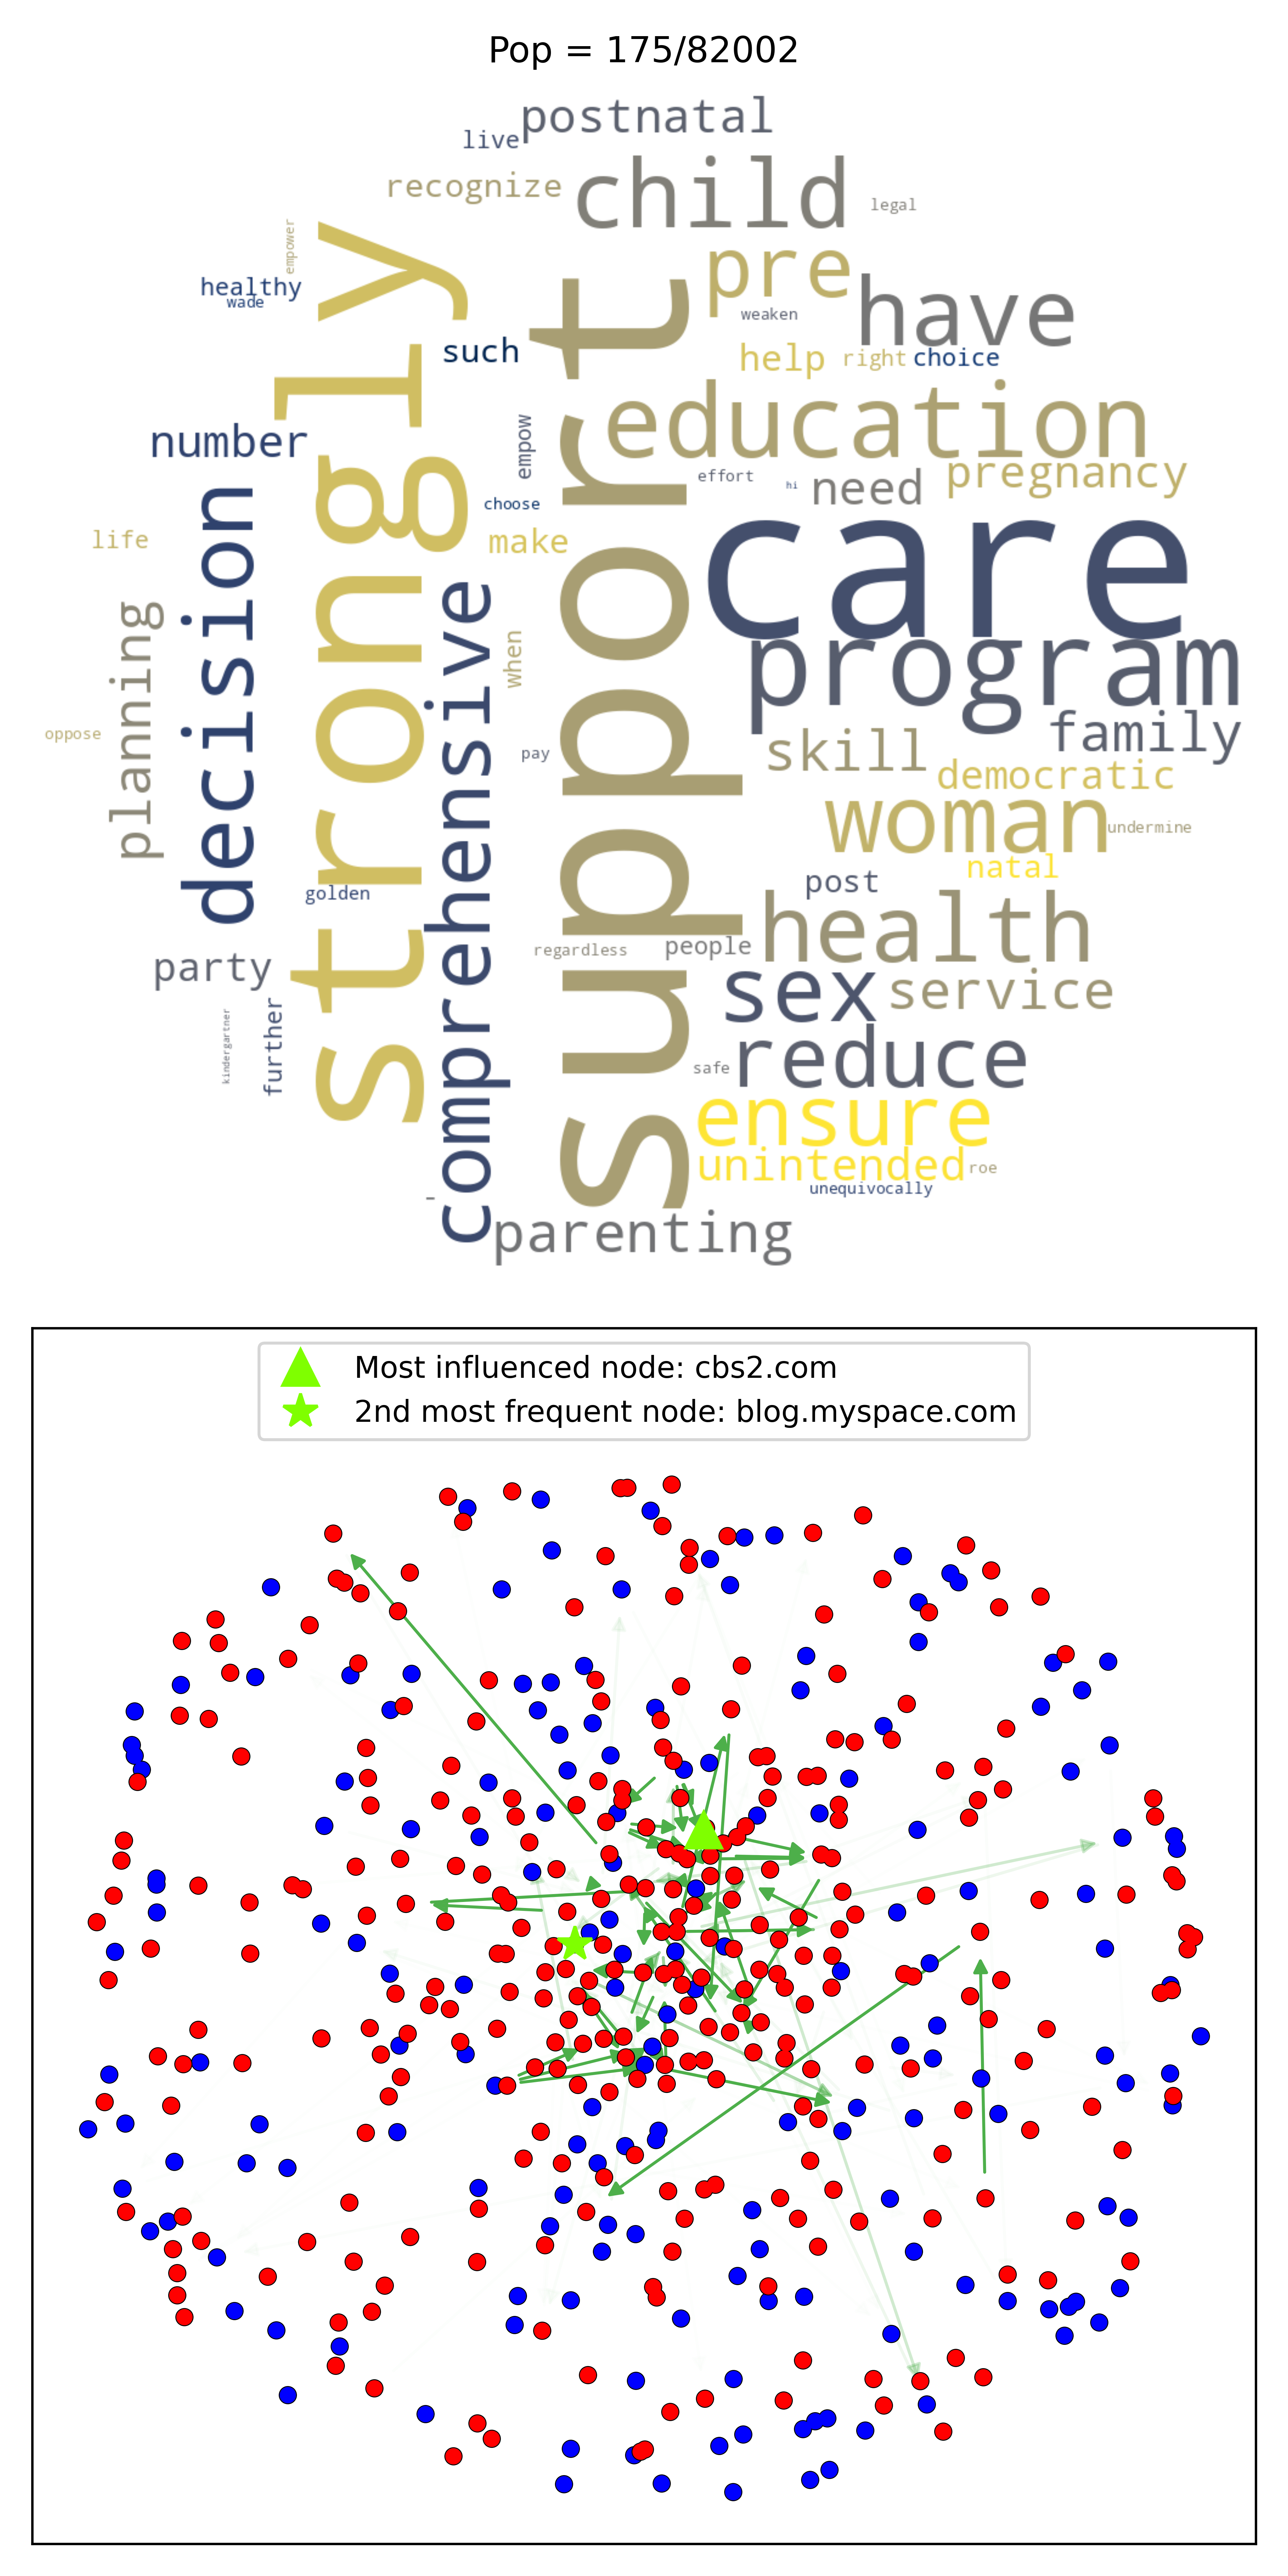 Pop = 175/82002
postnatal
live
recognize
child
legal
empower
strongly
pre
healthy
wade
support
weaken
have
such
help
right
choice
education
number
empow
effort
hi
need
pregnancy
decision
choose
care
life
make
comprehensive
planning
when
program
oppose
pay
family
skill
democratic
woman
undermine
natal
golden
post
health
regardless
people
party
sex
service
kindergartner
further
safe
reduce
ensure
unintended
roe
unequivocally
-
parenting
Most influenced node: cbs2.com
2nd most frequent node: blog.myspace.com